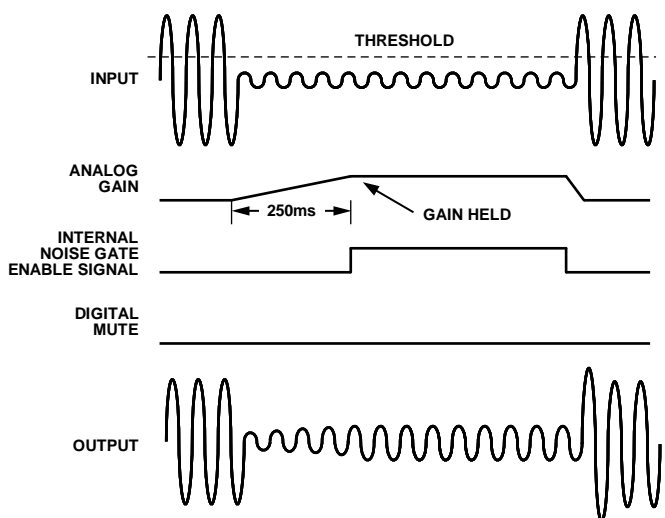 THRESHOLD
INPUT
ANALOG
GAIN
250ms
GAIN HELD
INTERNAL
NOISE GATE
ENABLE SIGNAL
DIGITAL
MUTE
OUTPUT